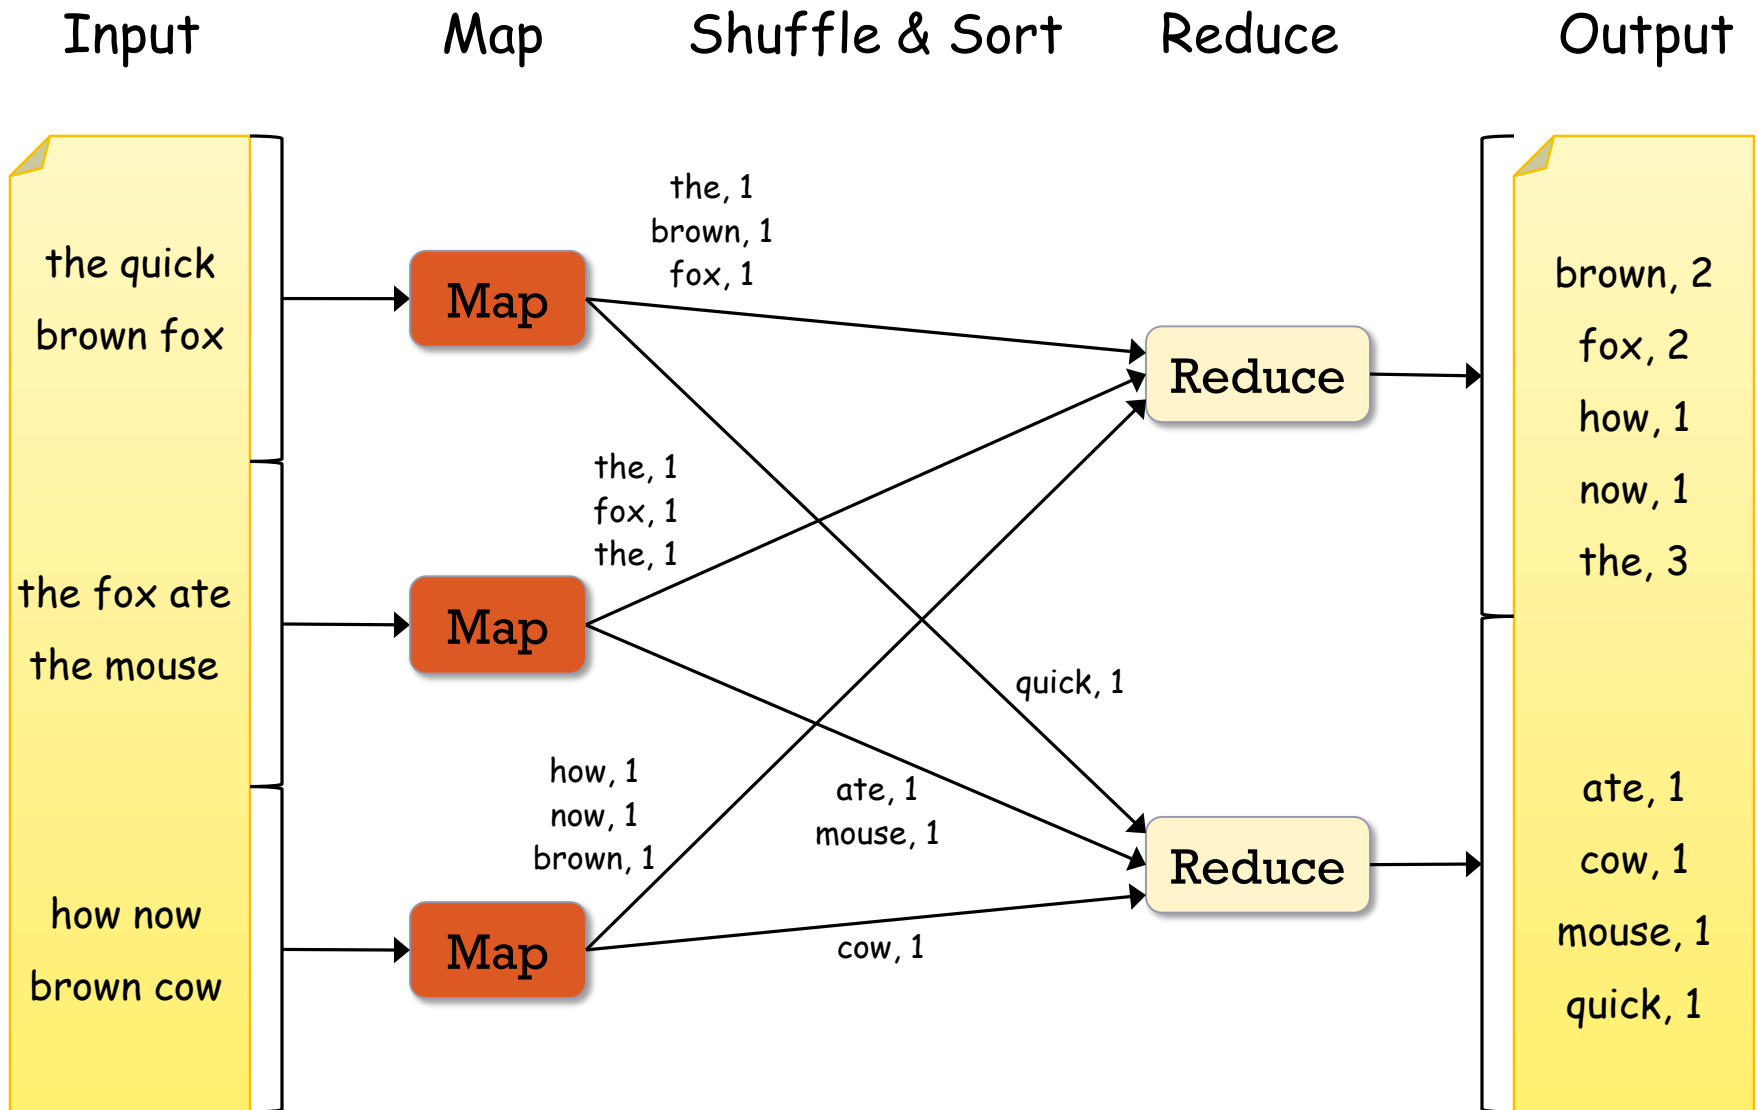 Input
Map
Shuffle & Sort
Reduce
Output
the quick
brown fox
the fox ate
the mouse
how now
brown cow
Map
Map
Map
the, 1
brown, 1
fox, 1
the, 1
fox, 1
the, 1
how, 1
now, 1
brown, 1
quick, 1
ate, 1
mouse, 1
cow, 1
Reduce
Reduce
brown, 2
fox, 2
how, 1
now, 1
the, 3
ate, 1
cow, 1
mouse, 1
quick, 1